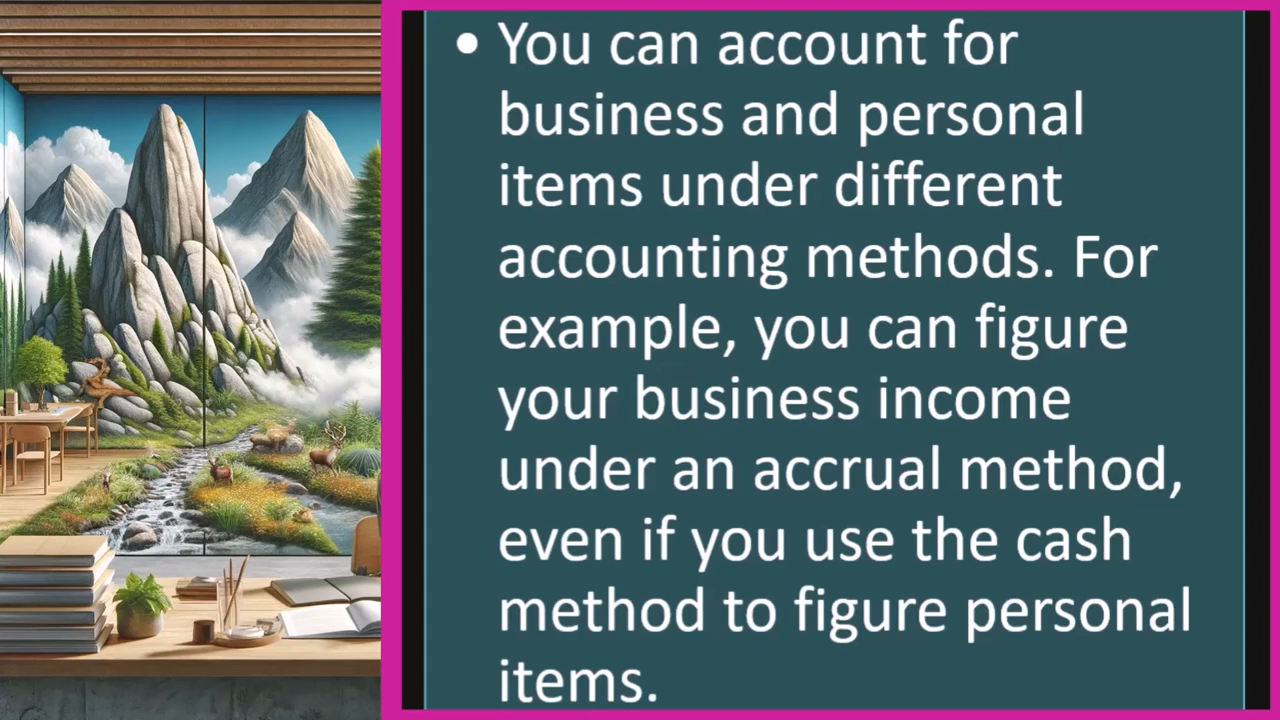 • You can account for
business and personal
items under different
accounting methods. For
example, you can figure
your business income
under an accrual method,
even if you use the cash
method to figure personal
items.